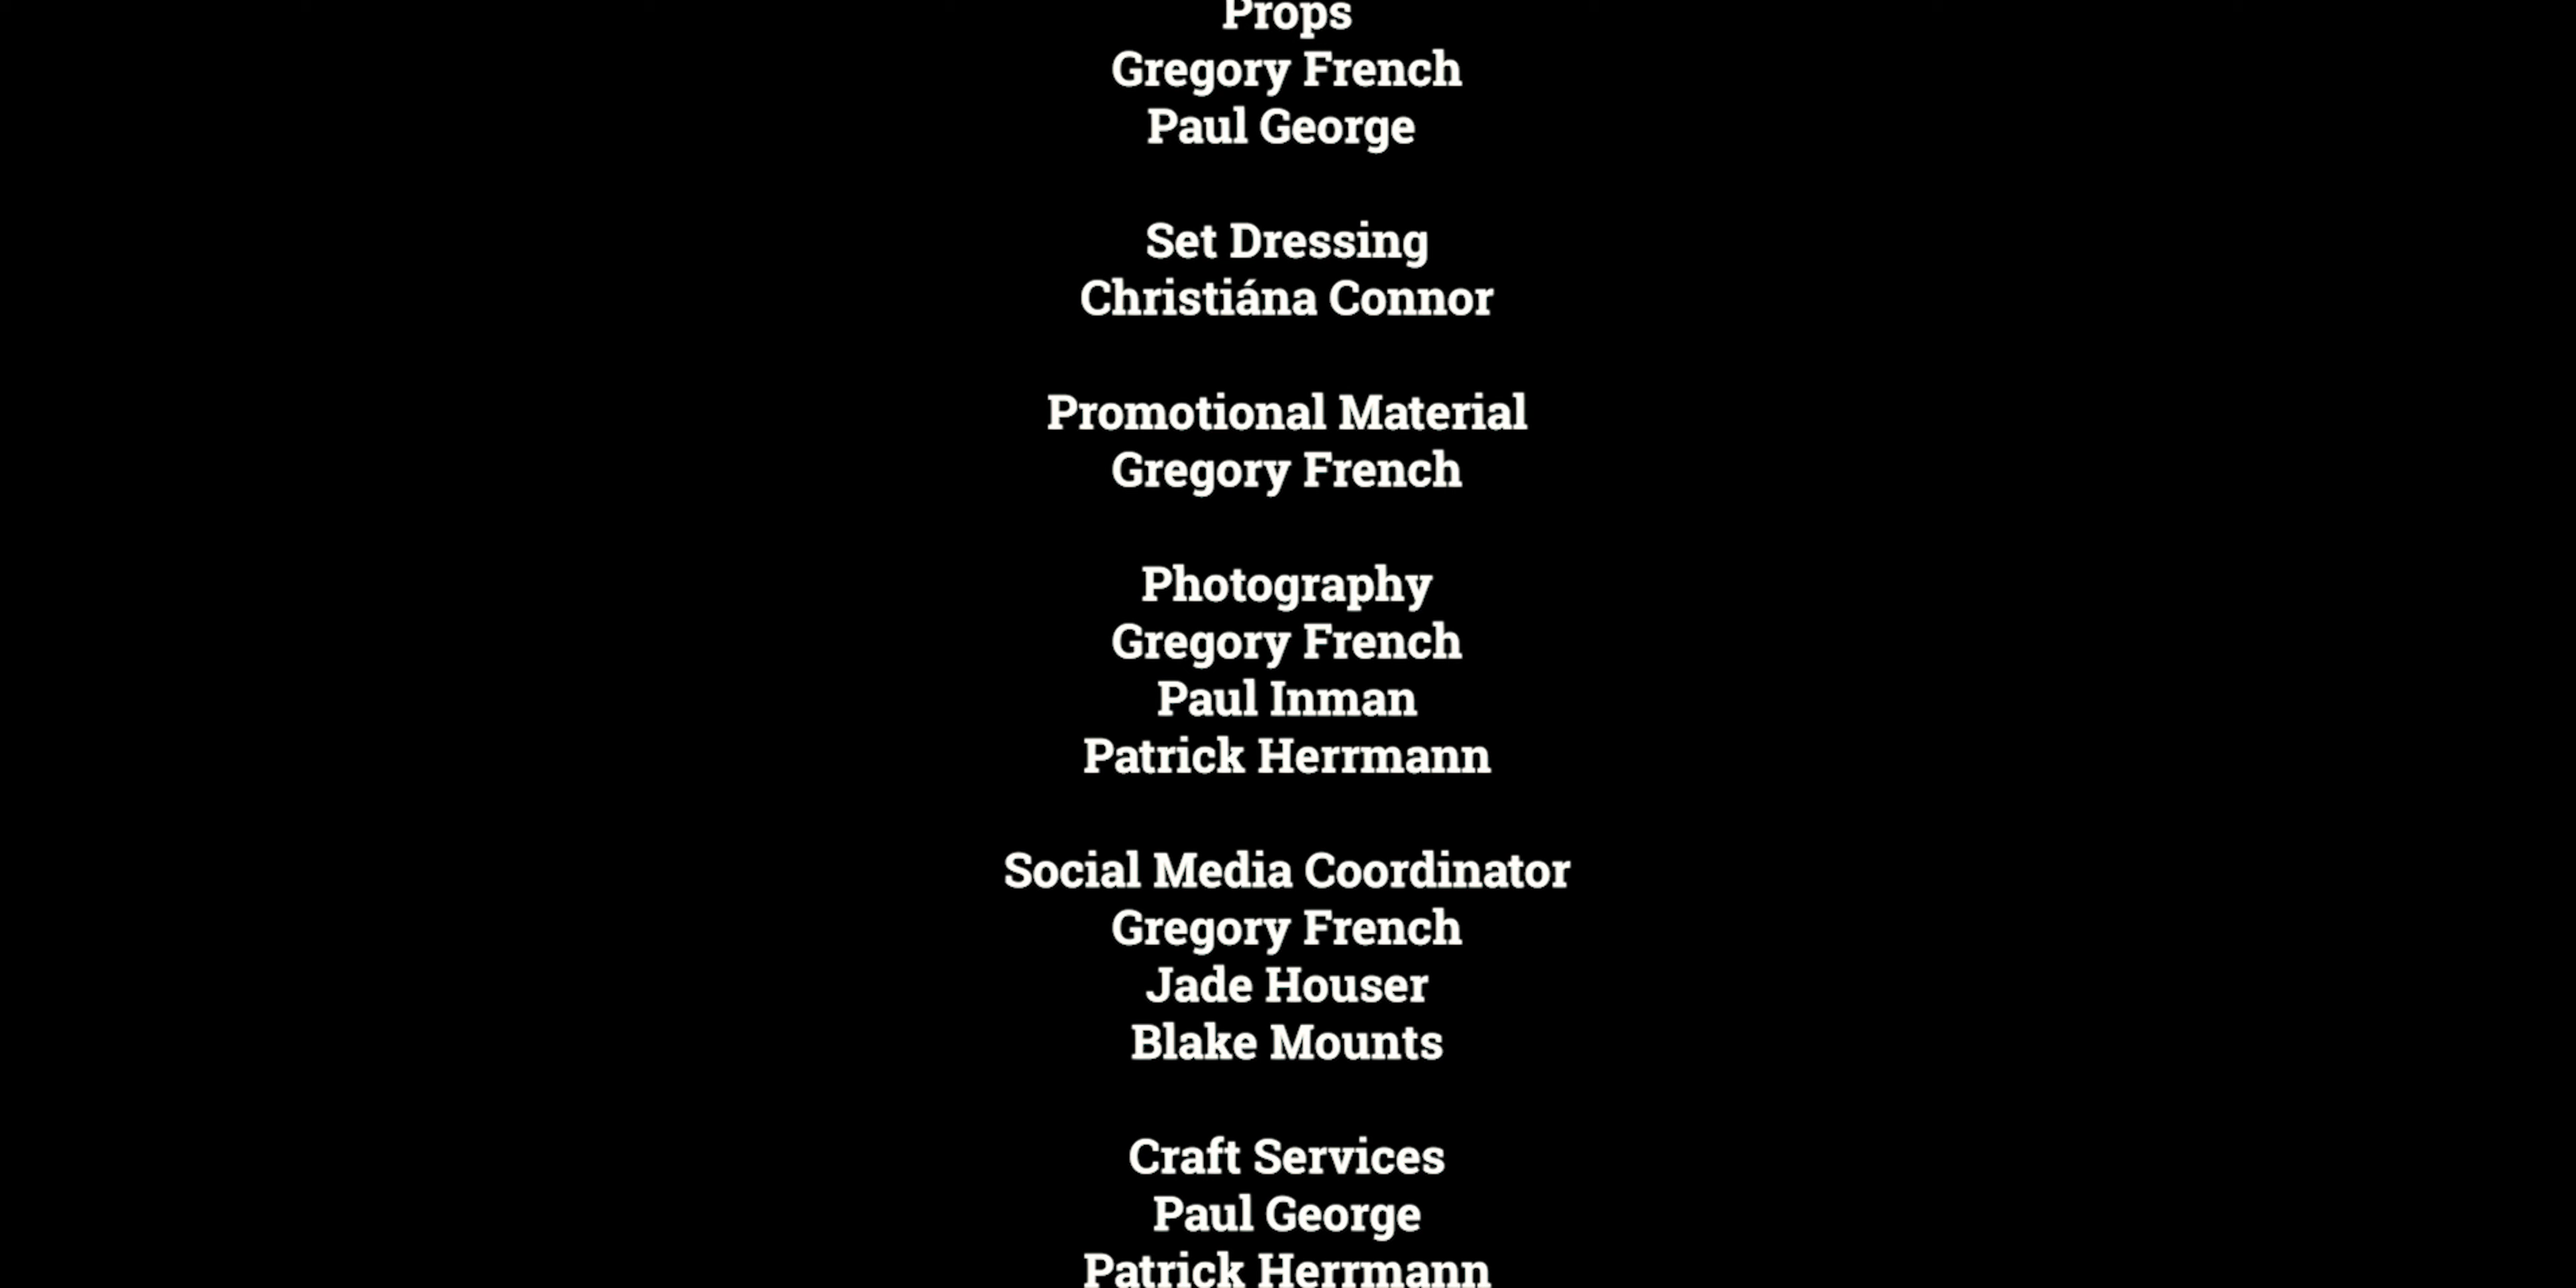 Props
Gregory French
Paul George
Set Dressing
Christiána Connor
Promotional Material
Gregory French
Photography
Gregory French
Paul Inman
Patrick Herrmann
Social Media Coordinator
Gregory French
Jade Houser
Blake Mounts
Craft Services
Paul George
Patrick Herrmann